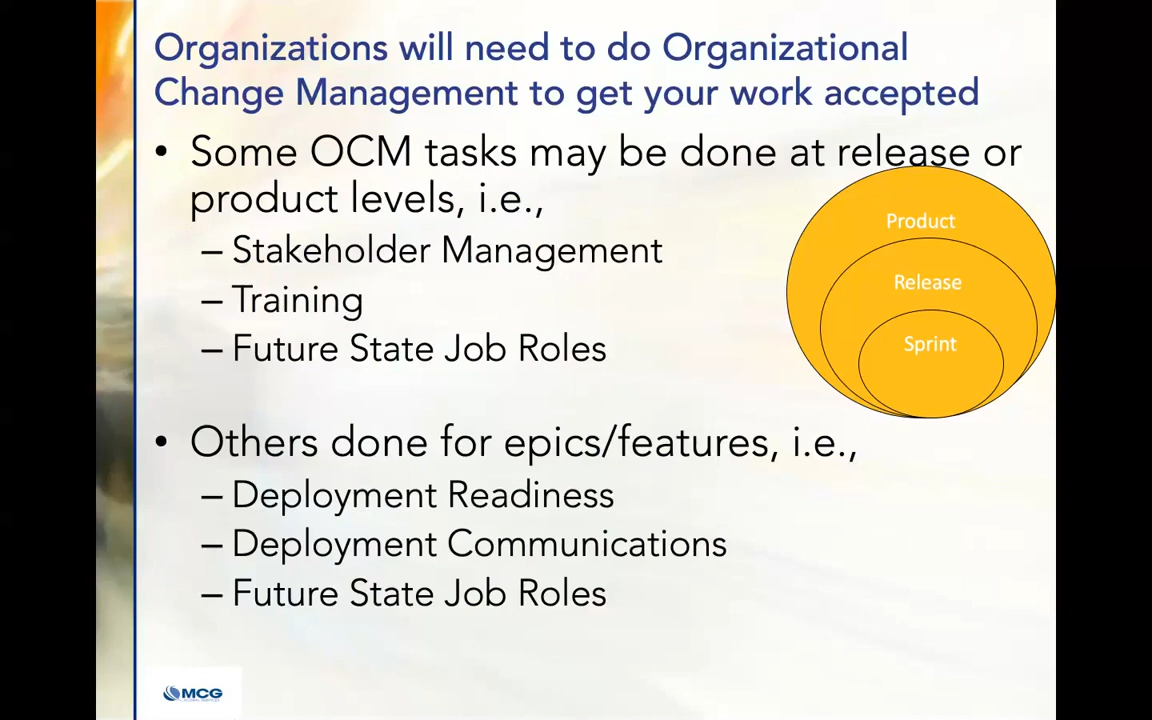 Organizations will need to do Organizational
Change Management to get your work accepted
• Some OCM tasks may be done at release or
product levels, i.e.,
– Stakeholder Management
– Training
– Future State Job Roles
Product
Release
Sprint
• Others done for epics/features, i.e.,
– Deployment Readiness
– Deployment Communications
– Future State Job Roles
MCG